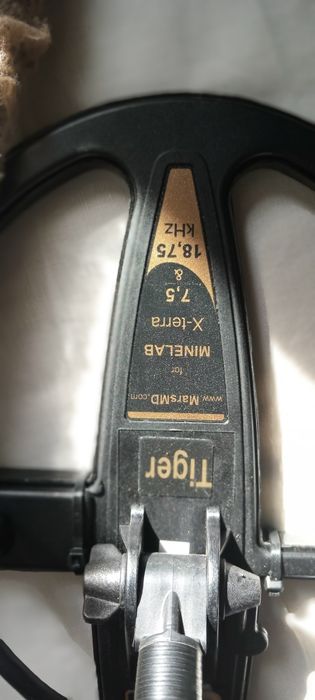 Tiger
www.MarsMD.com
for
MINELAB
X-terra
7,5
&
18,75
kHz